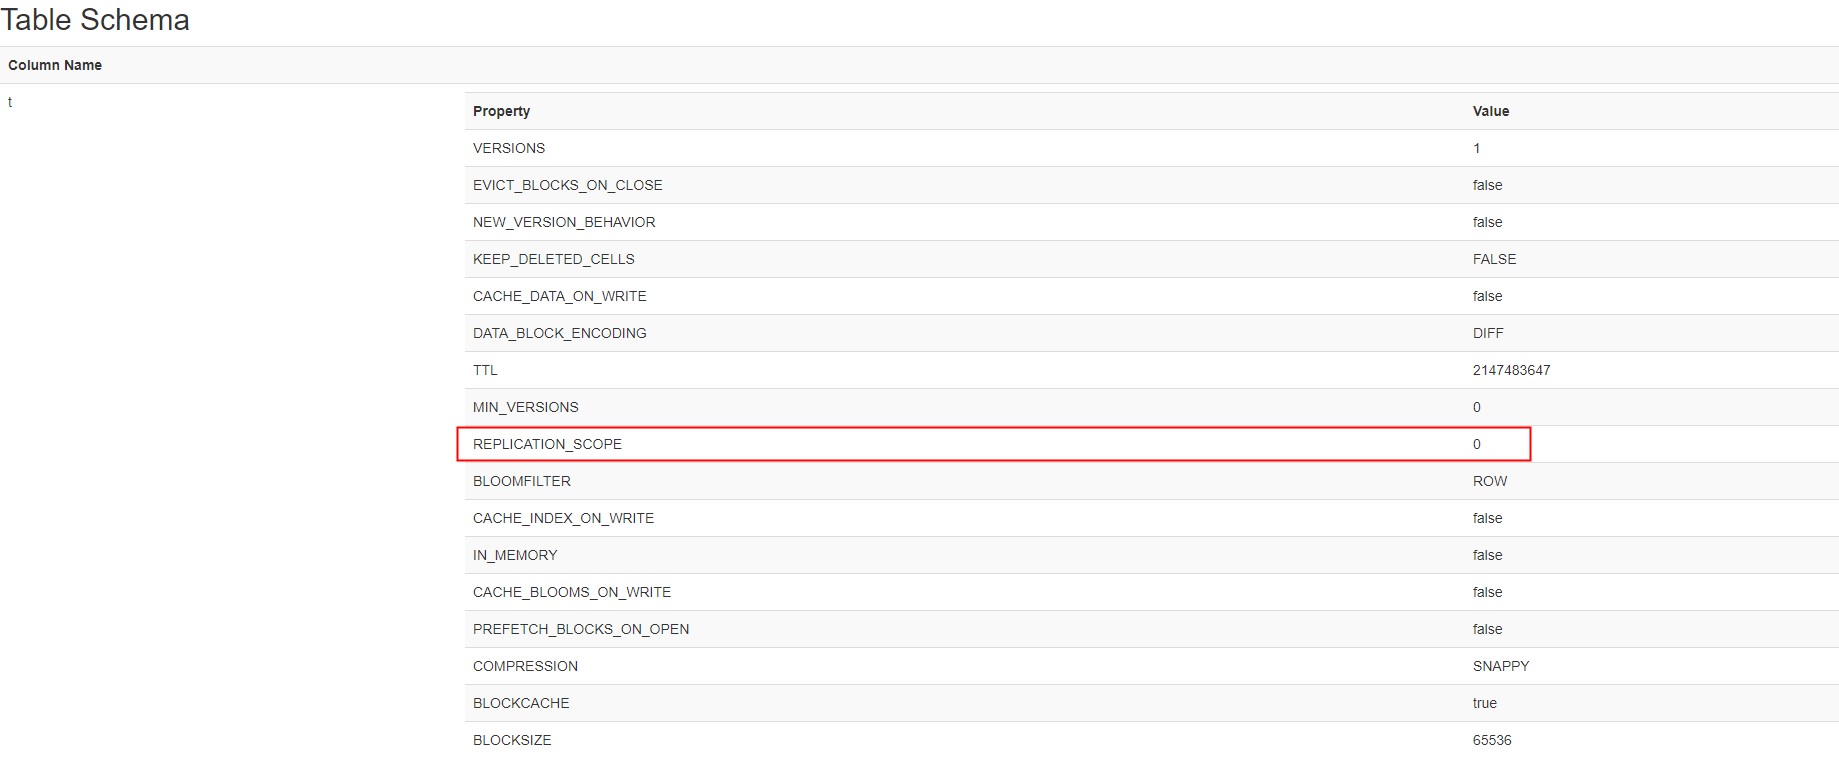 Table Schema
Column Name
t
Property Value
VERSIONS 1
EVICT_BLOCKS_ON_CLOSE false
NEW_VERSION_BEHAVIOR false
KEEP_DELETED_CELLS FALSE
CACHE_DATA_ON_WRITE false
DATA_BLOCK_ENCODING DIFF
TTL 2147483647
MIN_VERSIONS 0
REPLICATION_SCOPE 0
BLOOMFILTER ROW
CACHE_INDEX_ON_WRITE false
IN_MEMORY false
CACHE_BLOOMS_ON_WRITE false
PREFETCH_BLOCKS_ON_OPEN false
COMPRESSION SNAPPY
BLOCKCACHE true
BLOCKSIZE 65536